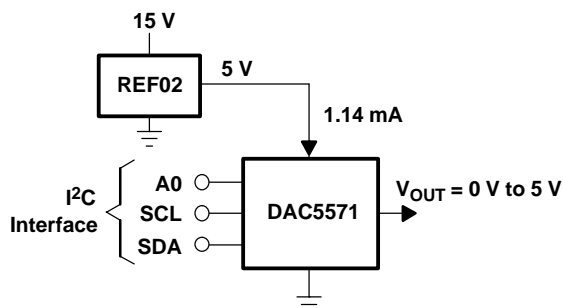 15 V
REF02
5 V
1.14 mA
I²C
Interface
A0
SCL
SDA
DAC5571
VOUT = 0 V to 5 V